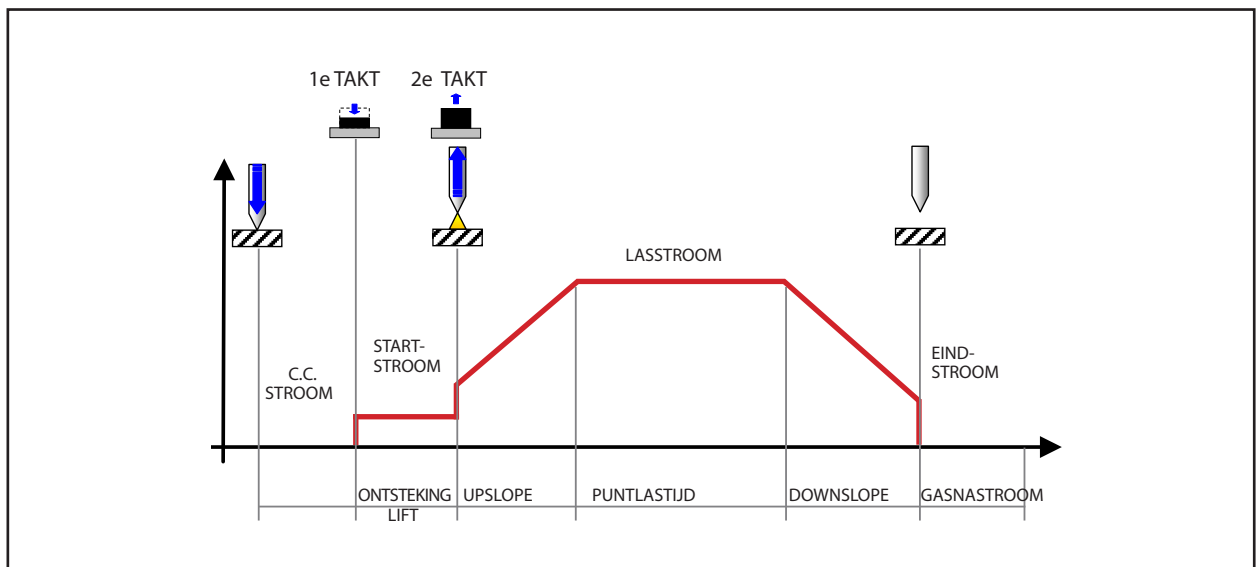 1e TAKT
2e TAKT
LASSTROOM
START-
STROOM
C.C.
STROOM
EIND-
STROOM
ONTSTEKING
LIFT
UPSLOPE
PUNTLASTIJD
DOWNSLOPE
GASNASTROOM